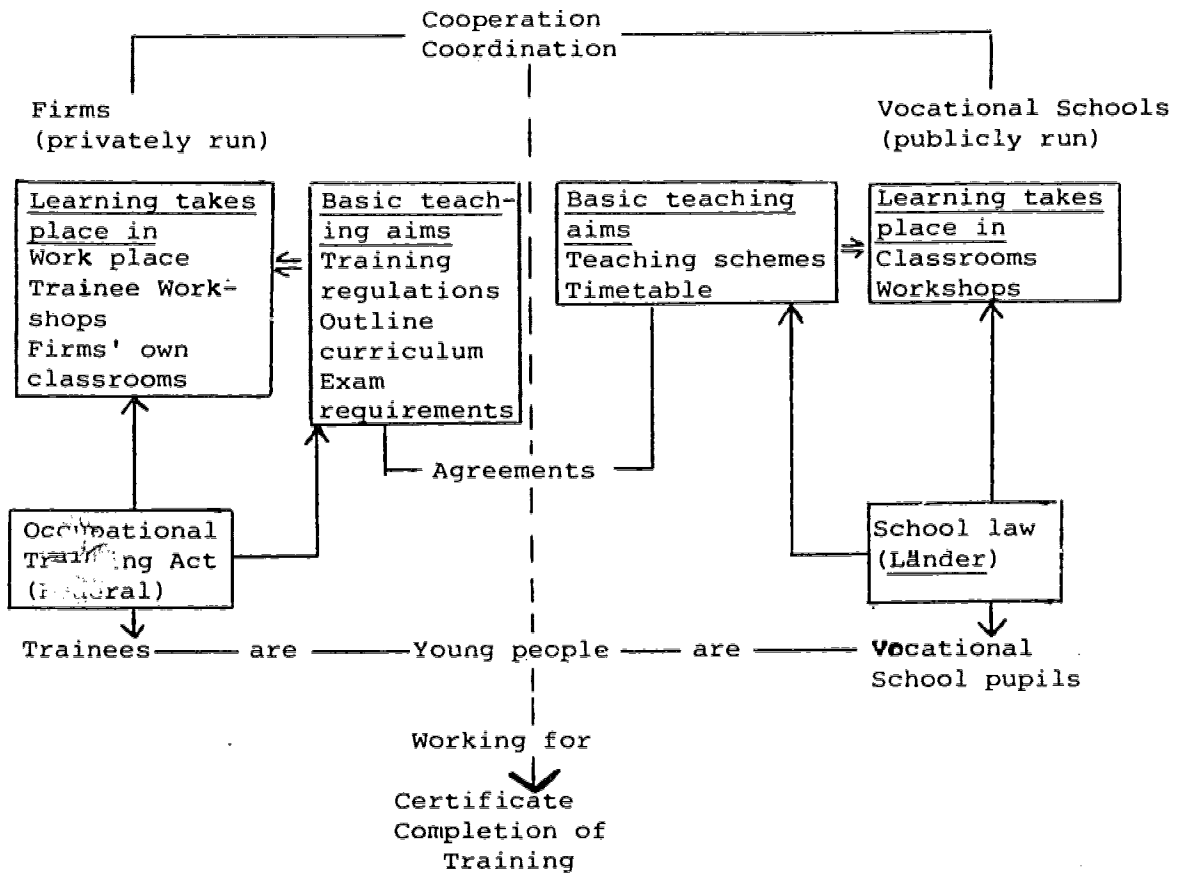 Cooperation
Coordination
Firms
(privately run)
Vocational Schools
(publicly run)
Learning takes
place in
Work place
Trainee Work-
shops
Firms' own
classrooms
Basic teach-
ing aims
Training
regulations
Outline
curriculum
Exam
requirements
Basic teaching
aims
Teaching schemes
Timetable
Learning takes
place in
Classrooms
Workshops
Agreements
Occupational
Training Act
(Federal)
School law
(Länder)
Trainees are Young people are Vocational
School pupils
Working for
Certificate
Completion of
Training